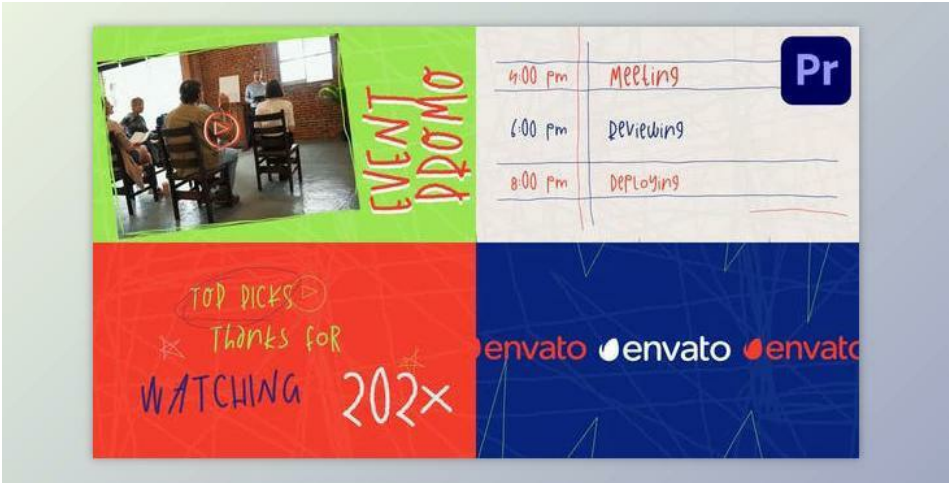 EVENT
PROMO
4:00 pm Meeting
6:00 pm Reviewing
8:00 pm Deploying
Pr
TOP PICKS
Thanks for
WATCHING
202x
envato envato envato